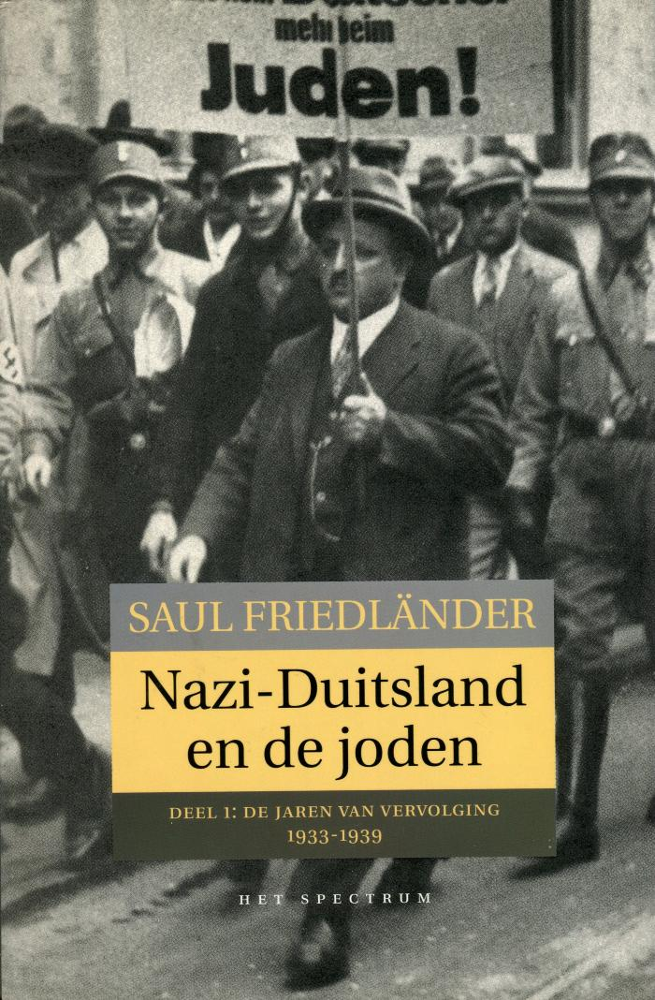 Deutscher
mehr beim
Juden!
SAUL FRIEDLÄNDER
Nazi-Duitsland
en de joden
DEEL 1: DE JAREN VAN VERVOLGING
1933-1939
HET SPECTRUM